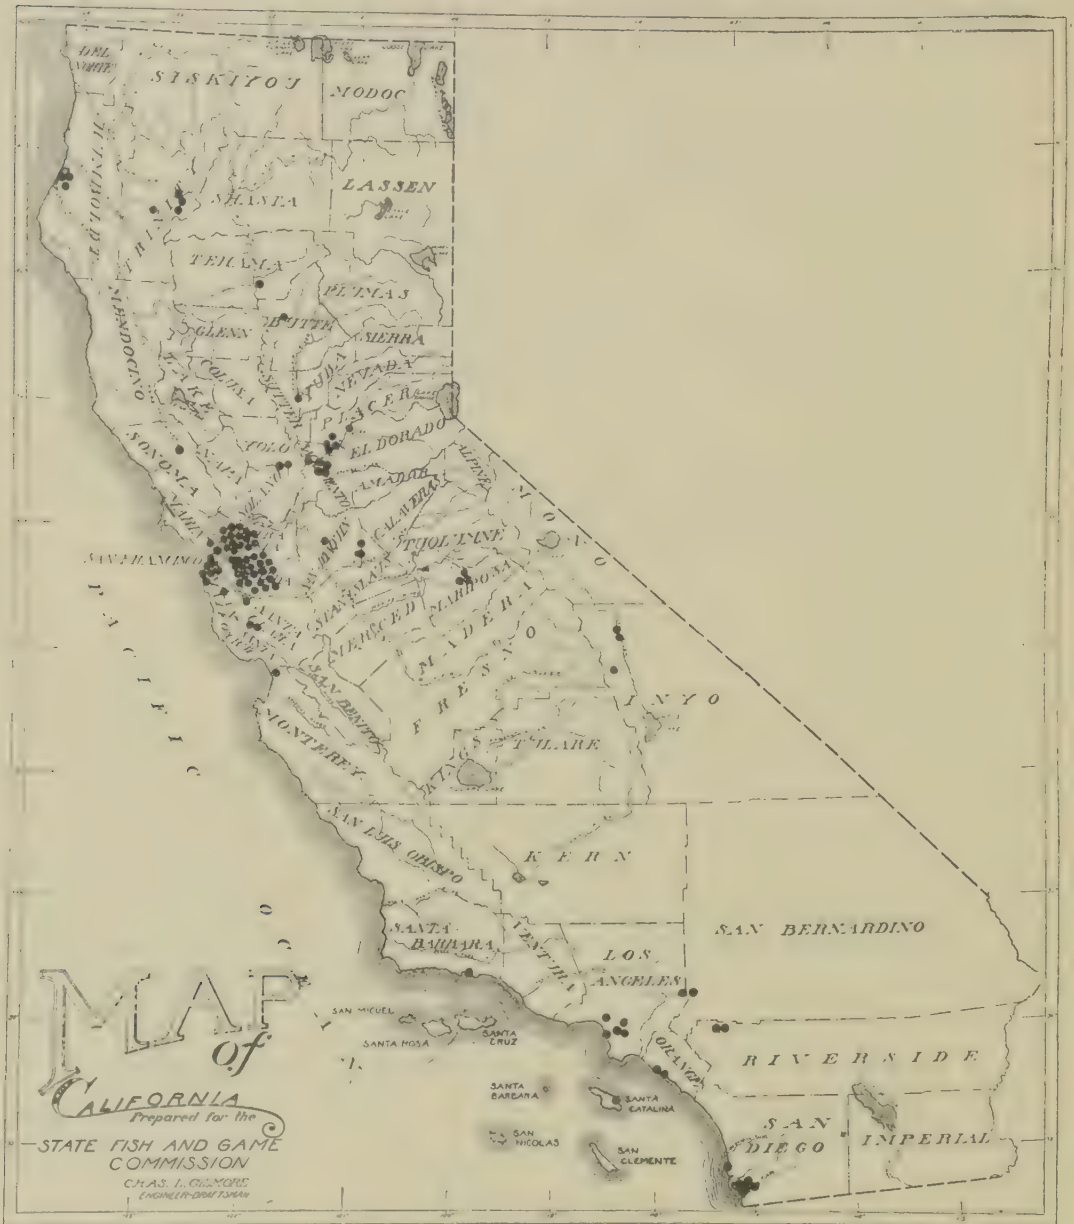 DEL
NORTE
SISKIYOU
MODOC
HUMBOLDT
TRINITY
SHASTA
LASSEN
TEHAMA
PLUMAS
MENDOCINO
GLENN
BUTTE
SIERRA
LAKE
COLUSA
SUTTER
YUBA
NEVADA
PLACER
SONOMA
NAPA
YOLO
EL DORADO
ALPINE
AMADOR
SOLANO
MARIN
CALAVERAS
MONO
SAN FRANCISCO
SAN JOAQUIN
TUOLUMNE
STANISLAUS
MARIPOSA
MERCED
MADERA
SANTA
CLARA
FRESNO
SAN BENITO
INYO
MONTEREY
KINGS
TULARE
SAN LUIS OBISPO
KERN
PACIFIC
OCEAN
SANTA
BARBARA
VENTURA
LOS
ANGELES
SAN BERNARDINO
ORANGE
RIVERSIDE
SAN
DIEGO
IMPERIAL
SAN MIGUEL
SANTA ROSA
SANTA
CRUZ
SANTA
BARBARA
SANTA
CATALINA
SAN
NICOLAS
SAN
CLEMENTE
MAP
of
CALIFORNIA
Prepared for the
STATE FISH AND GAME
COMMISSION
CHAS. L. GILMORE
ENGINEER-DRAFTSMAN